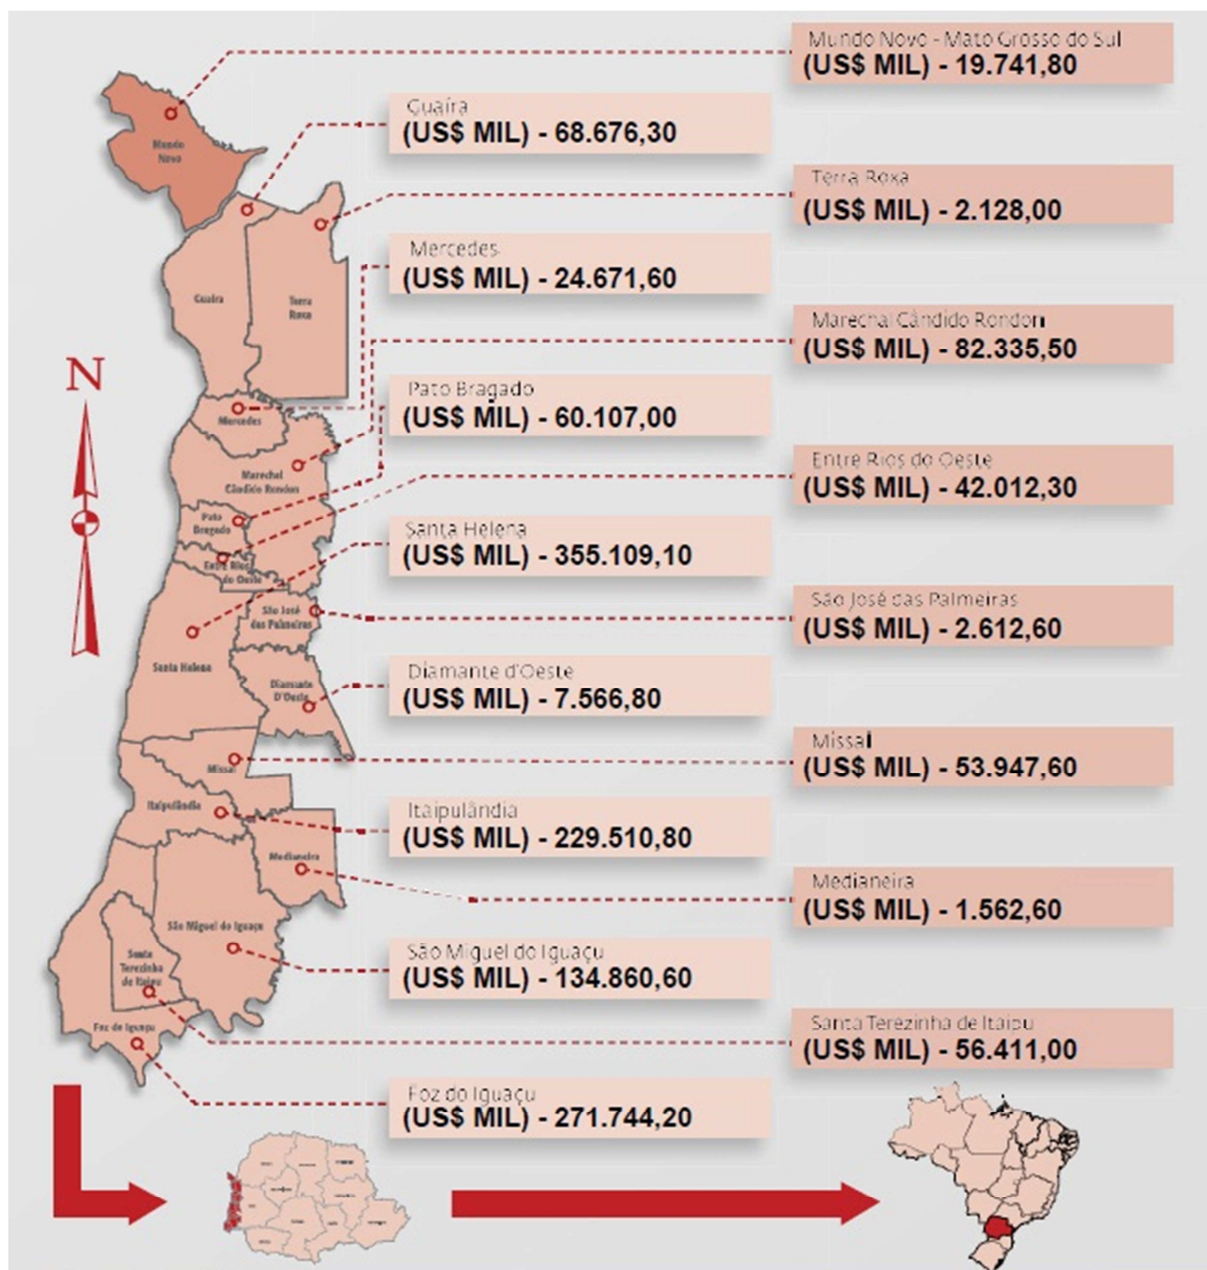 Mundo Novo - Mato Grosso do Sul
(US$ MIL) - 19.741,80
Guaíra
(US$ MIL) - 68.676,30
Terra Roxa
(US$ MIL) - 2.128,00
Mercedes
(US$ MIL) - 24.671,60
Marechal Cândido Rondon
(US$ MIL) - 82.335,50
Pato Bragado
(US$ MIL) - 60.107,00
Entre Rios do Oeste
(US$ MIL) - 42.012,30
Santa Helena
(US$ MIL) - 355.109,10
São José das Palmeiras
(US$ MIL) - 2.612,60
Diamante d'Oeste
(US$ MIL) - 7.566,80
Missal
(US$ MIL) - 53.947,60
Itaipulândia
(US$ MIL) - 229.510,80
Medianeira
(US$ MIL) - 1.562,60
São Miguel do Iguaçu
(US$ MIL) - 134.860,60
Santa Terezinha de Itaipu
(US$ MIL) - 56.411,00
Foz do Iguaçu
(US$ MIL) - 271.744,20
Mundo
Novo
Guaíra
Terra
Roxa
N
Mercedes
Marechal
Cândido Rondon
Pato
Bragado
Entre Rios
do Oeste
São José
das Palmeiras
Santa Helena
Diamante
D'Oeste
Missal
Itaipulândia
Medianeira
São Miguel do Iguaçu
Santa
Terezinha
de Itaipu
Foz do Iguaçu